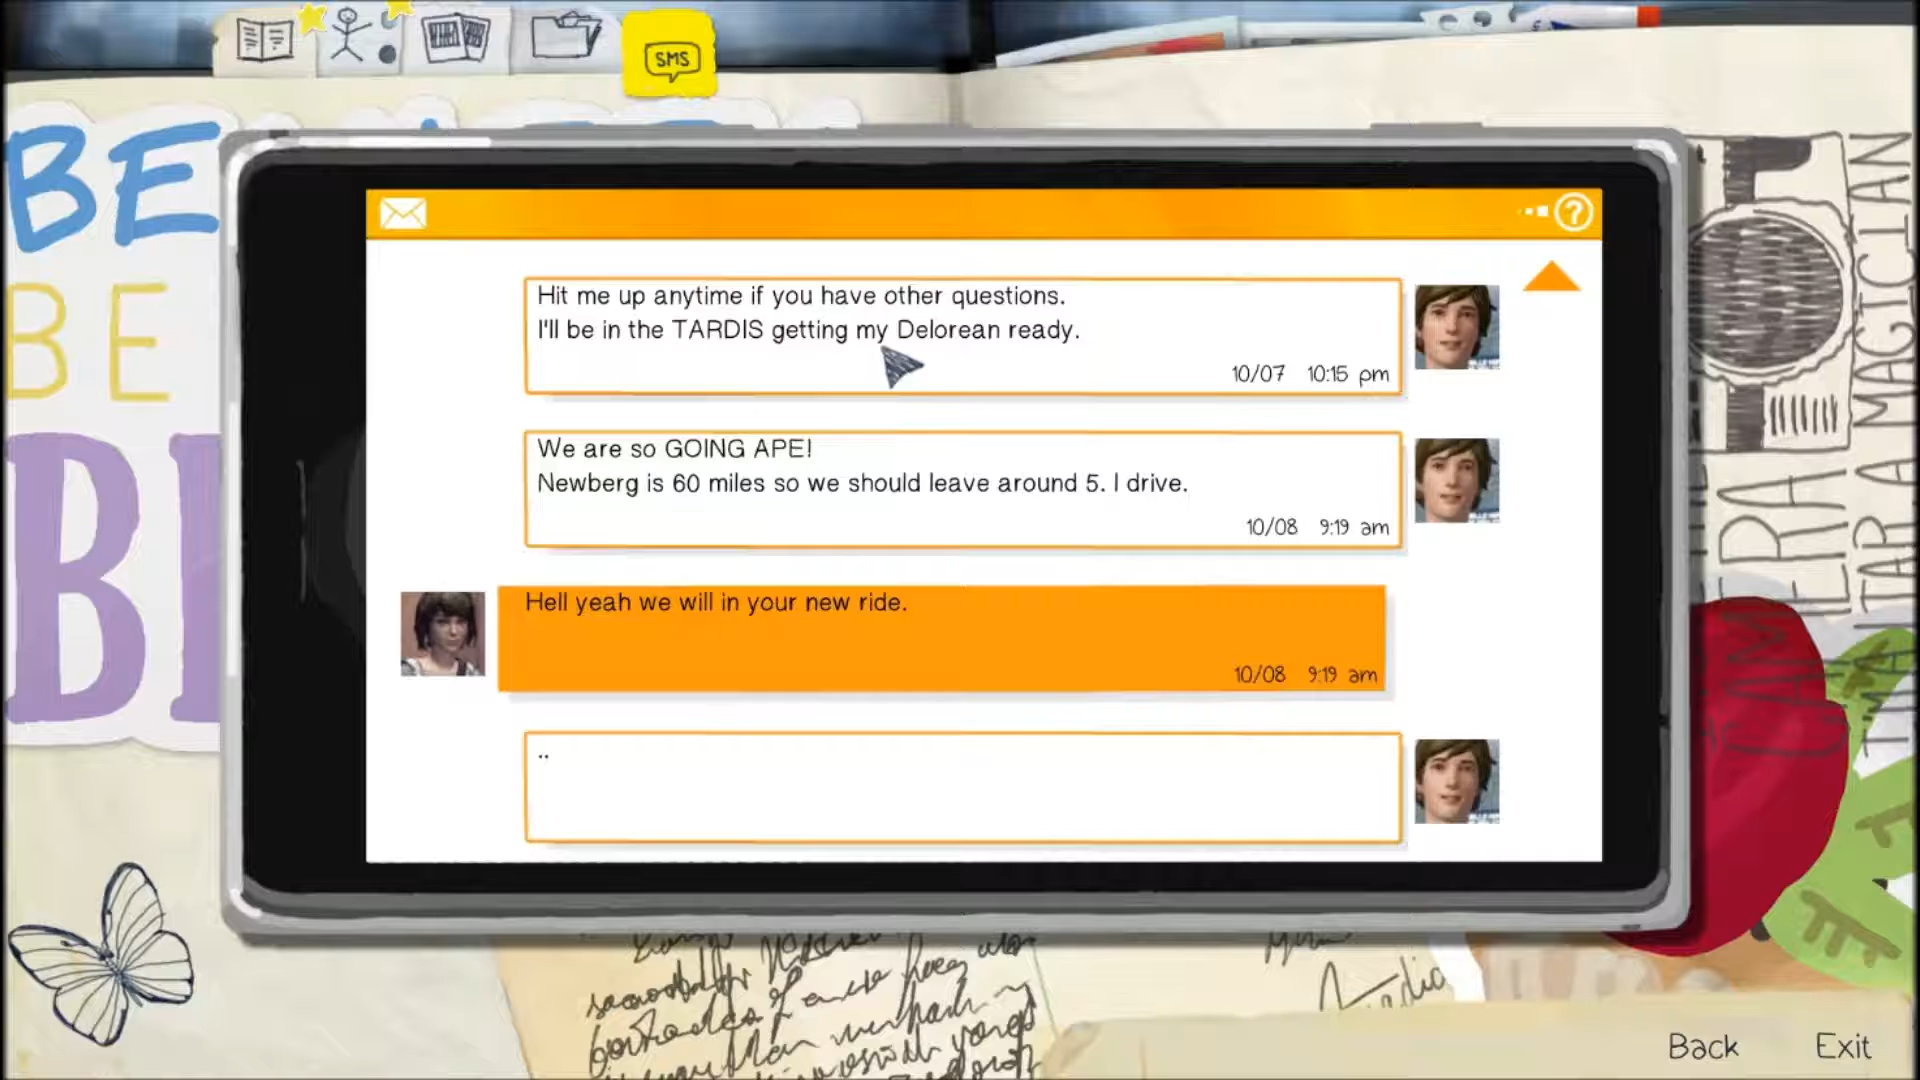 SMS
BE
BE
Hit me up anytime if you have other questions.
I'll be in the TARDIS getting my Delorean ready.
10/07 10:15 pm
We are so GOING APE!
Newberg is 60 miles so we should leave around 5. I drive.
10/08 9:19 am
Hell yeah we will in your new ride.
10/08 9:19 am
..
MAGICIAN
Back
Exit